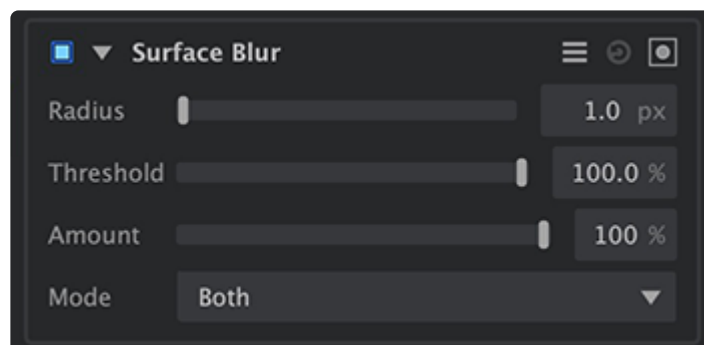 Surface Blur
Radius 1.0 px
Threshold 100.0 %
Amount 100 %
Mode Both